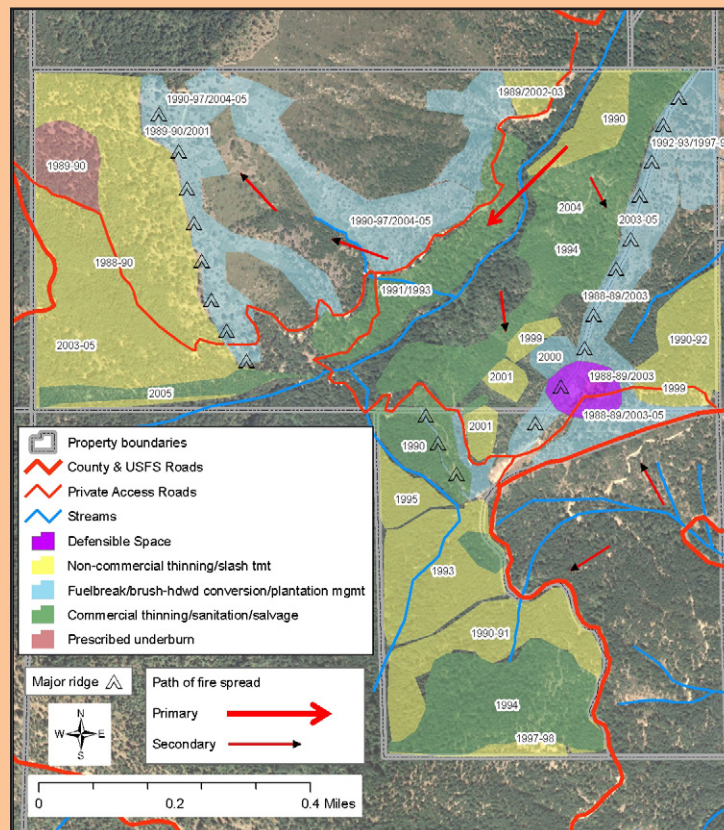 1990-97/2004-05
1989/2002-03
1989-90/2001
1990
1992-93/1997-9
1989-90
2004
1990-97/2004-05
2003-05
1994
1988-90
1991/1993
1988-89/2003
1999
1990-92
2003-05
2000
2001
1988-89/2003
2005
1999
1988-89/2003-05
2001
1990
1995
1993
1990-91
1994
1997-98
Property boundaries
County & USFS Roads
Private Access Roads
Streams
Defensible Space
Non-commercial thinning/slash tmt
Fuelbreak/brush-hdwd conversion/plantation mgmt
Commercial thinning/sanitation/salvage
Prescribed underburn
Major ridge
Path of fire spread
Primary
Secondary
N
W E
S
0 0.2 0.4 Miles